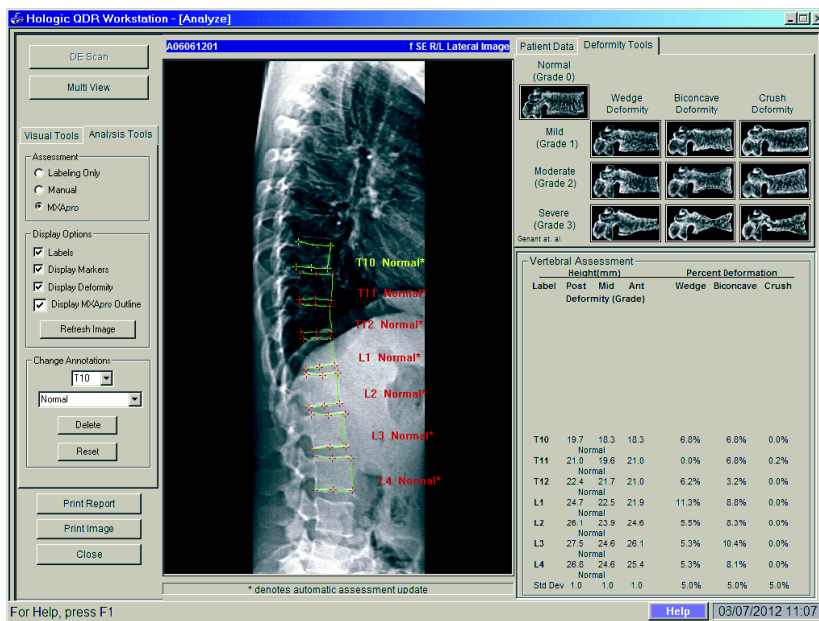 Hologic QDR Workstation - [Analyze]
DE Scan
Multi View
Visual Tools Analysis Tools
Assessment
Labeling Only
Manual
MXApro
Display Options
Labels
Display Markers
Display Deformity
Display MXApro Outline
Refresh Image
Change Annotations
T10
Normal
Delete
Reset
Print Report
Print Image
Close
A06061201 f SE R/L Lateral Image
T10 Normal*
T11 Normal*
T12 Normal*
L1 Normal*
L2 Normal*
L3 Normal*
L4 Normal*
* denotes automatic assessment update
Patient Data Deformity Tools
Normal
(Grade 0)
Wedge Deformity
Biconcave Deformity
Crush Deformity
Mild
(Grade 1)
Moderate
(Grade 2)
Severe
(Grade 3)
Genant at. al.
Vertebral Assessment
Height(mm) Percent Deformation
Label Post Mid Ant Wedge Biconcave Crush
Deformity (Grade)
T10 19.7 18.3 18.3 6.8% 6.8% 0.0%
Normal
T11 21.0 19.6 21.0 0.0% 6.8% 0.2%
Normal
T12 22.4 21.7 21.0 6.2% 3.2% 0.0%
Normal
L1 24.7 22.5 21.9 11.3% 8.8% 0.0%
Normal
L2 26.1 23.9 24.6 5.5% 8.3% 0.0%
Normal
L3 27.5 24.6 26.1 5.3% 10.4% 0.0%
Normal
L4 26.8 24.6 25.4 5.3% 8.1% 0.0%
Normal
Std Dev 1.0 1.0 1.0 5.0% 5.0% 5.0%
For Help, press F1
Help
06/07/2012 11:07